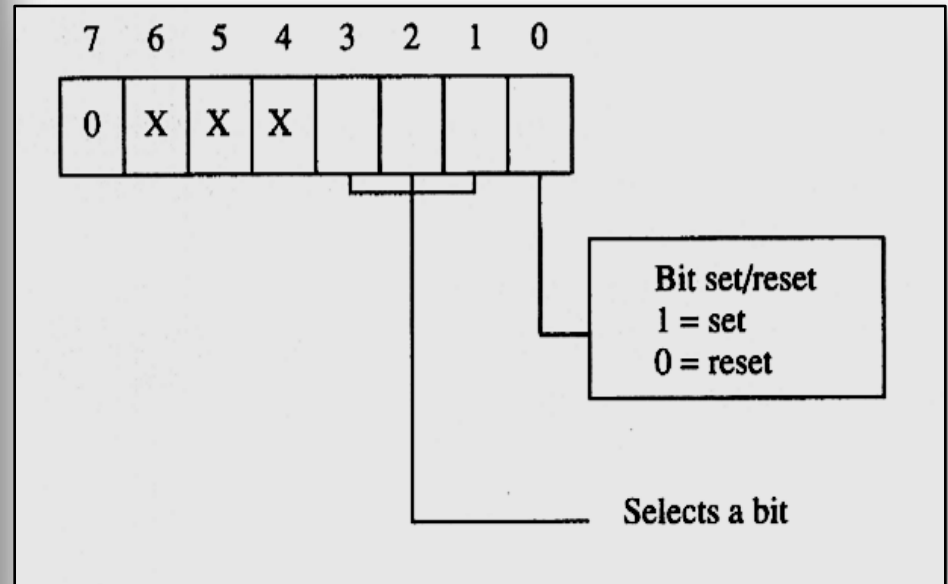 7 6 5 4 3 2 1 0
0 X X X
Bit set/reset
1 = set
0 = reset
Selects a bit